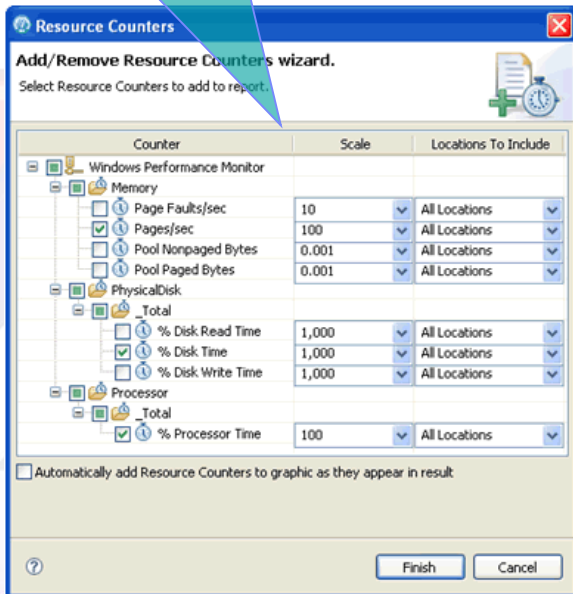 Resource Counters
Add/Remove Resource Counters wizard.
Select Resource Counters to add to report.
Counter Scale Locations To Include
Windows Performance Monitor
Memory
Page Faults/sec 10 All Locations
Pages/sec 100 All Locations
Pool Nonpaged Bytes 0.001 All Locations
Pool Paged Bytes 0.001 All Locations
PhysicalDisk
_Total
% Disk Read Time 1,000 All Locations
% Disk Time 1,000 All Locations
% Disk Write Time 1,000 All Locations
Processor
_Total
% Processor Time 100 All Locations
Automatically add Resource Counters to graphic as they appear in result
? Finish Cancel